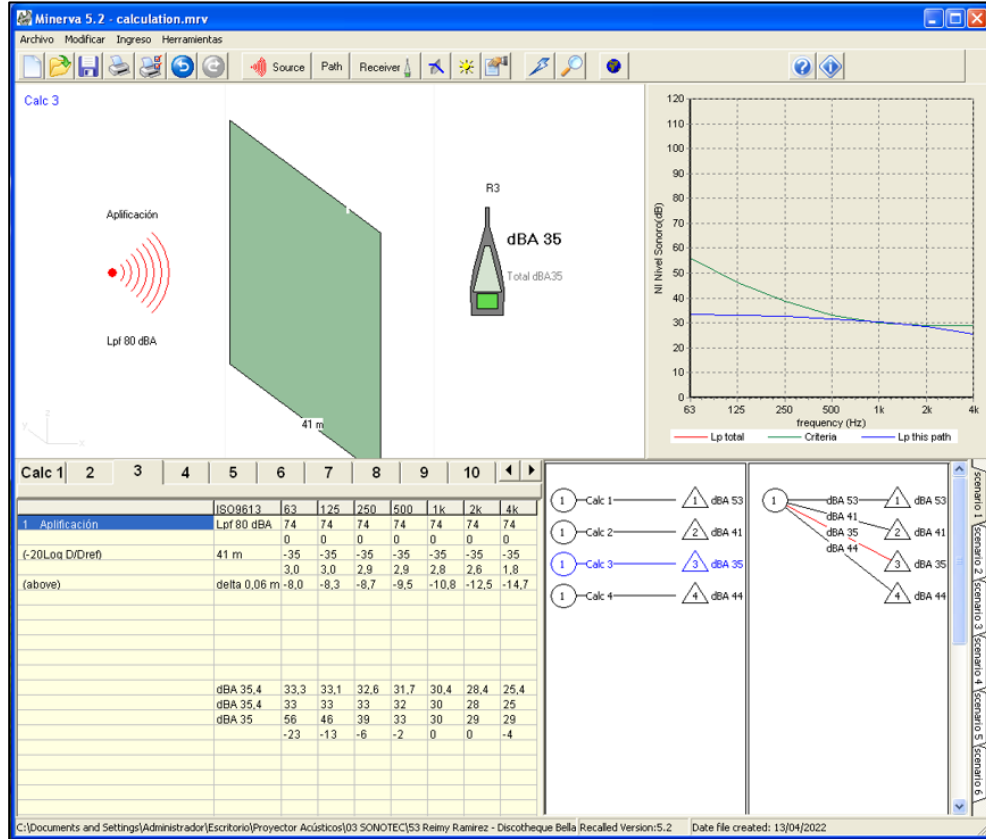 Minerva 5.2 - calculation.mrv
Archivo Modificar Ingreso Herramientas
Source Path Receiver
Calc 3
Aplificación
Lpf 80 dBA
41 m
R3
dBA 35
Total dBA35
z
y
x
NI Nivel Sonoro(dB)
120
110
100
90
80
70
60
50
40
30
20
10
0
63 125 250 500 1k 2k 4k
frequency (Hz)
Lp total Criteria Lp this path
Calc 1 2 3 4 5 6 7 8 9 10
ISO9613 63 125 250 500 1k 2k 4k
1 Aplificación Lpf 80 dBA 74 74 74 74 74 74 74
0 0 0 0 0 0 0
(-20Log D/Dref) 41 m -35 -35 -35 -35 -35 -35 -35
3,0 3,0 2,9 2,9 2,8 2,6 1,8
(above) delta 0,06 m -8,0 -8,3 -8,7 -9,5 -10,8 -12,5 -14,7
dBA 35,4 33,3 33,1 32,6 31,7 30,4 28,4 25,4
dBA 35,4 33 33 33 32 30 28 25
dBA 35 56 46 39 33 30 29 29
-23 -13 -6 -2 0 0 -4
1 Calc 1 1 dBA 53
1 Calc 2 2 dBA 41
1 Calc 3 3 dBA 35
1 Calc 4 4 dBA 44
1 dBA 53 1 dBA 53
dBA 41 2 dBA 41
dBA 35 3 dBA 35
dBA 44 4 dBA 44
scenario 1
scenario 2
scenario 3
scenario 4
scenario 5
scenario 6
C:\Documents and Settings\Administrador\Escritorio\Proyector Acústicos\03 SONOTEC\53 Reimy Ramirez - Discotheque Bella Recalled Version:5.2 Date file created: 13/04/2022